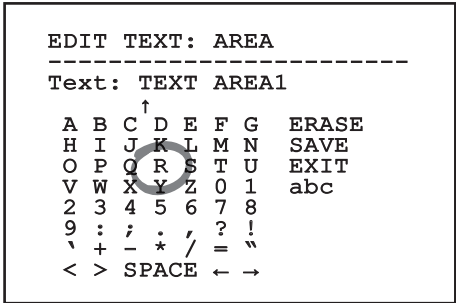 EDIT TEXT: AREA
------------------------
Text: TEXT AREA1
↑
A B C D E F G ERASE
H I J K L M N SAVE
O P Q R S T U EXIT
V W X Y Z 0 1 abc
2 3 4 5 6 7 8
9 : ; . , ? !
‵ + - * / = ‶
< > SPACE ← →